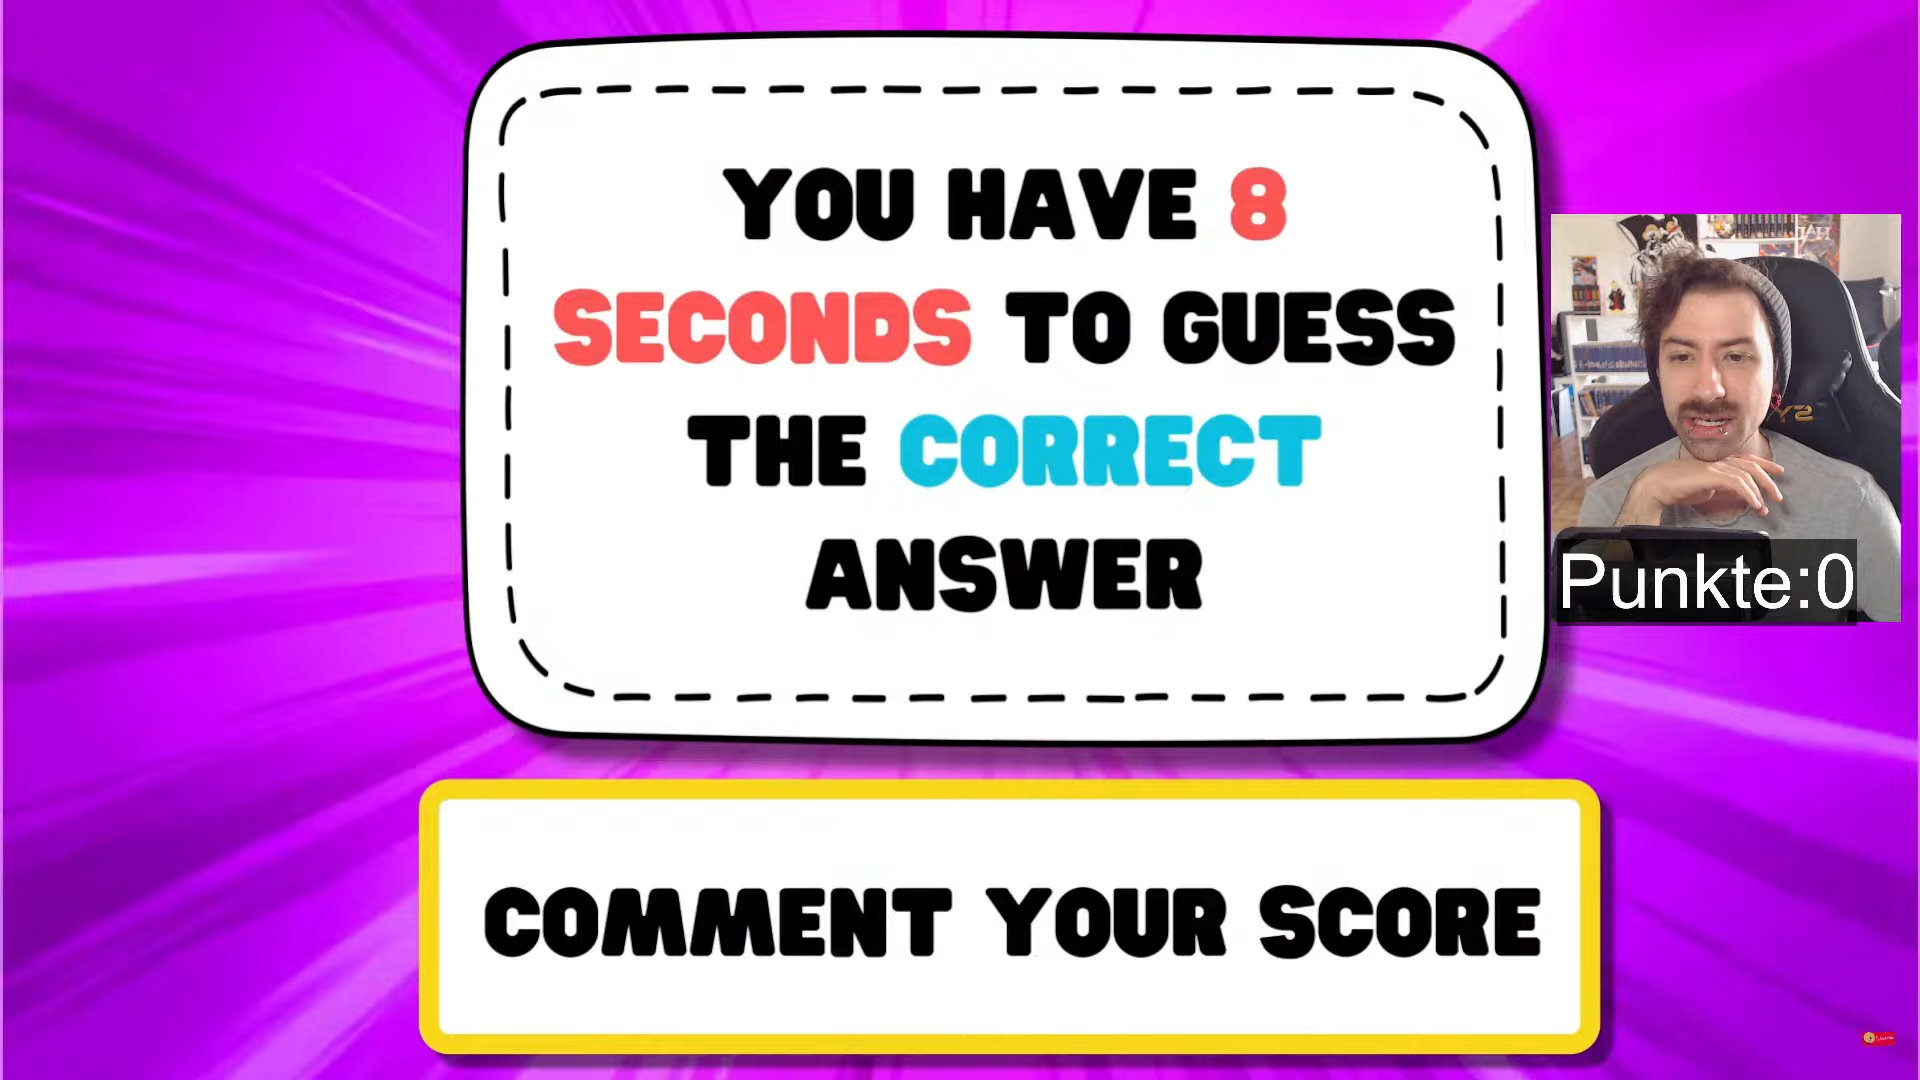 YOU HAVE 8
SECONDS TO GUESS
THE CORRECT
ANSWER
Punkte:0
COMMENT YOUR SCORE